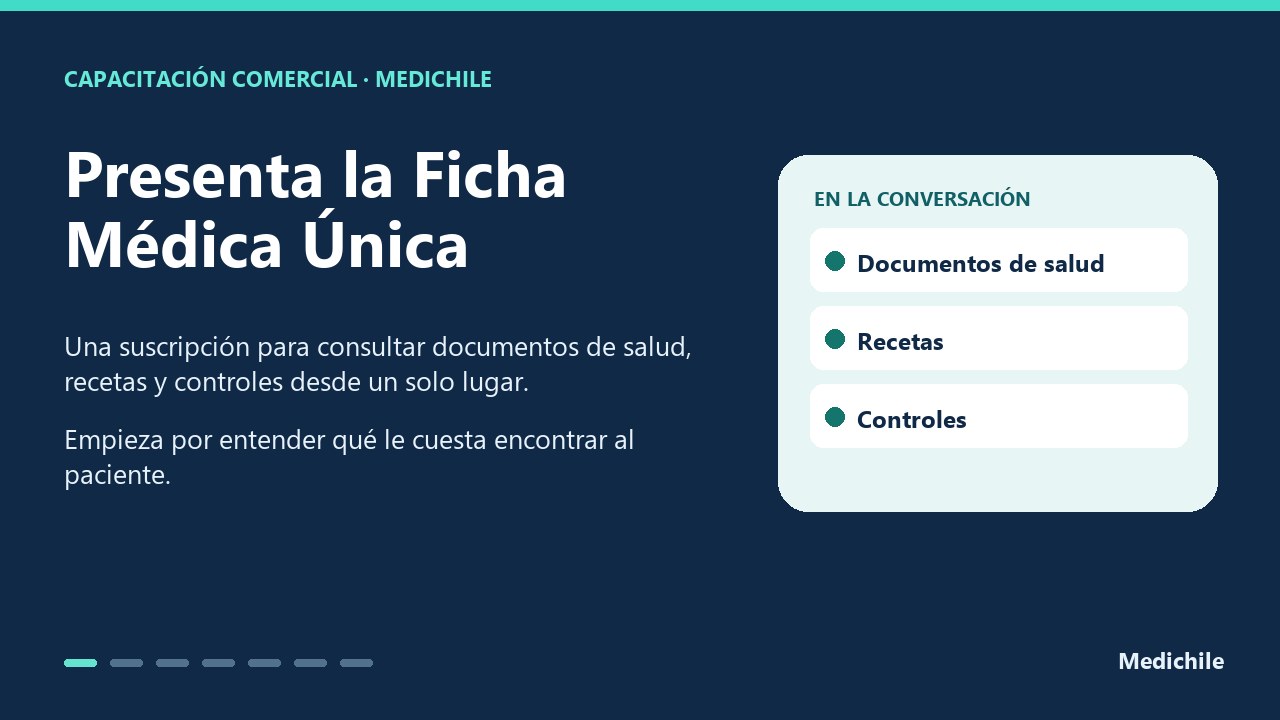 CAPACITACIÓN COMERCIAL · MEDICHILE
Presenta la Ficha
Médica Única
Una suscripción para consultar documentos de salud,
recetas y controles desde un solo lugar.
Empieza por entender qué le cuesta encontrar al
paciente.
EN LA CONVERSACIÓN
Documentos de salud
Recetas
Controles
Medichile